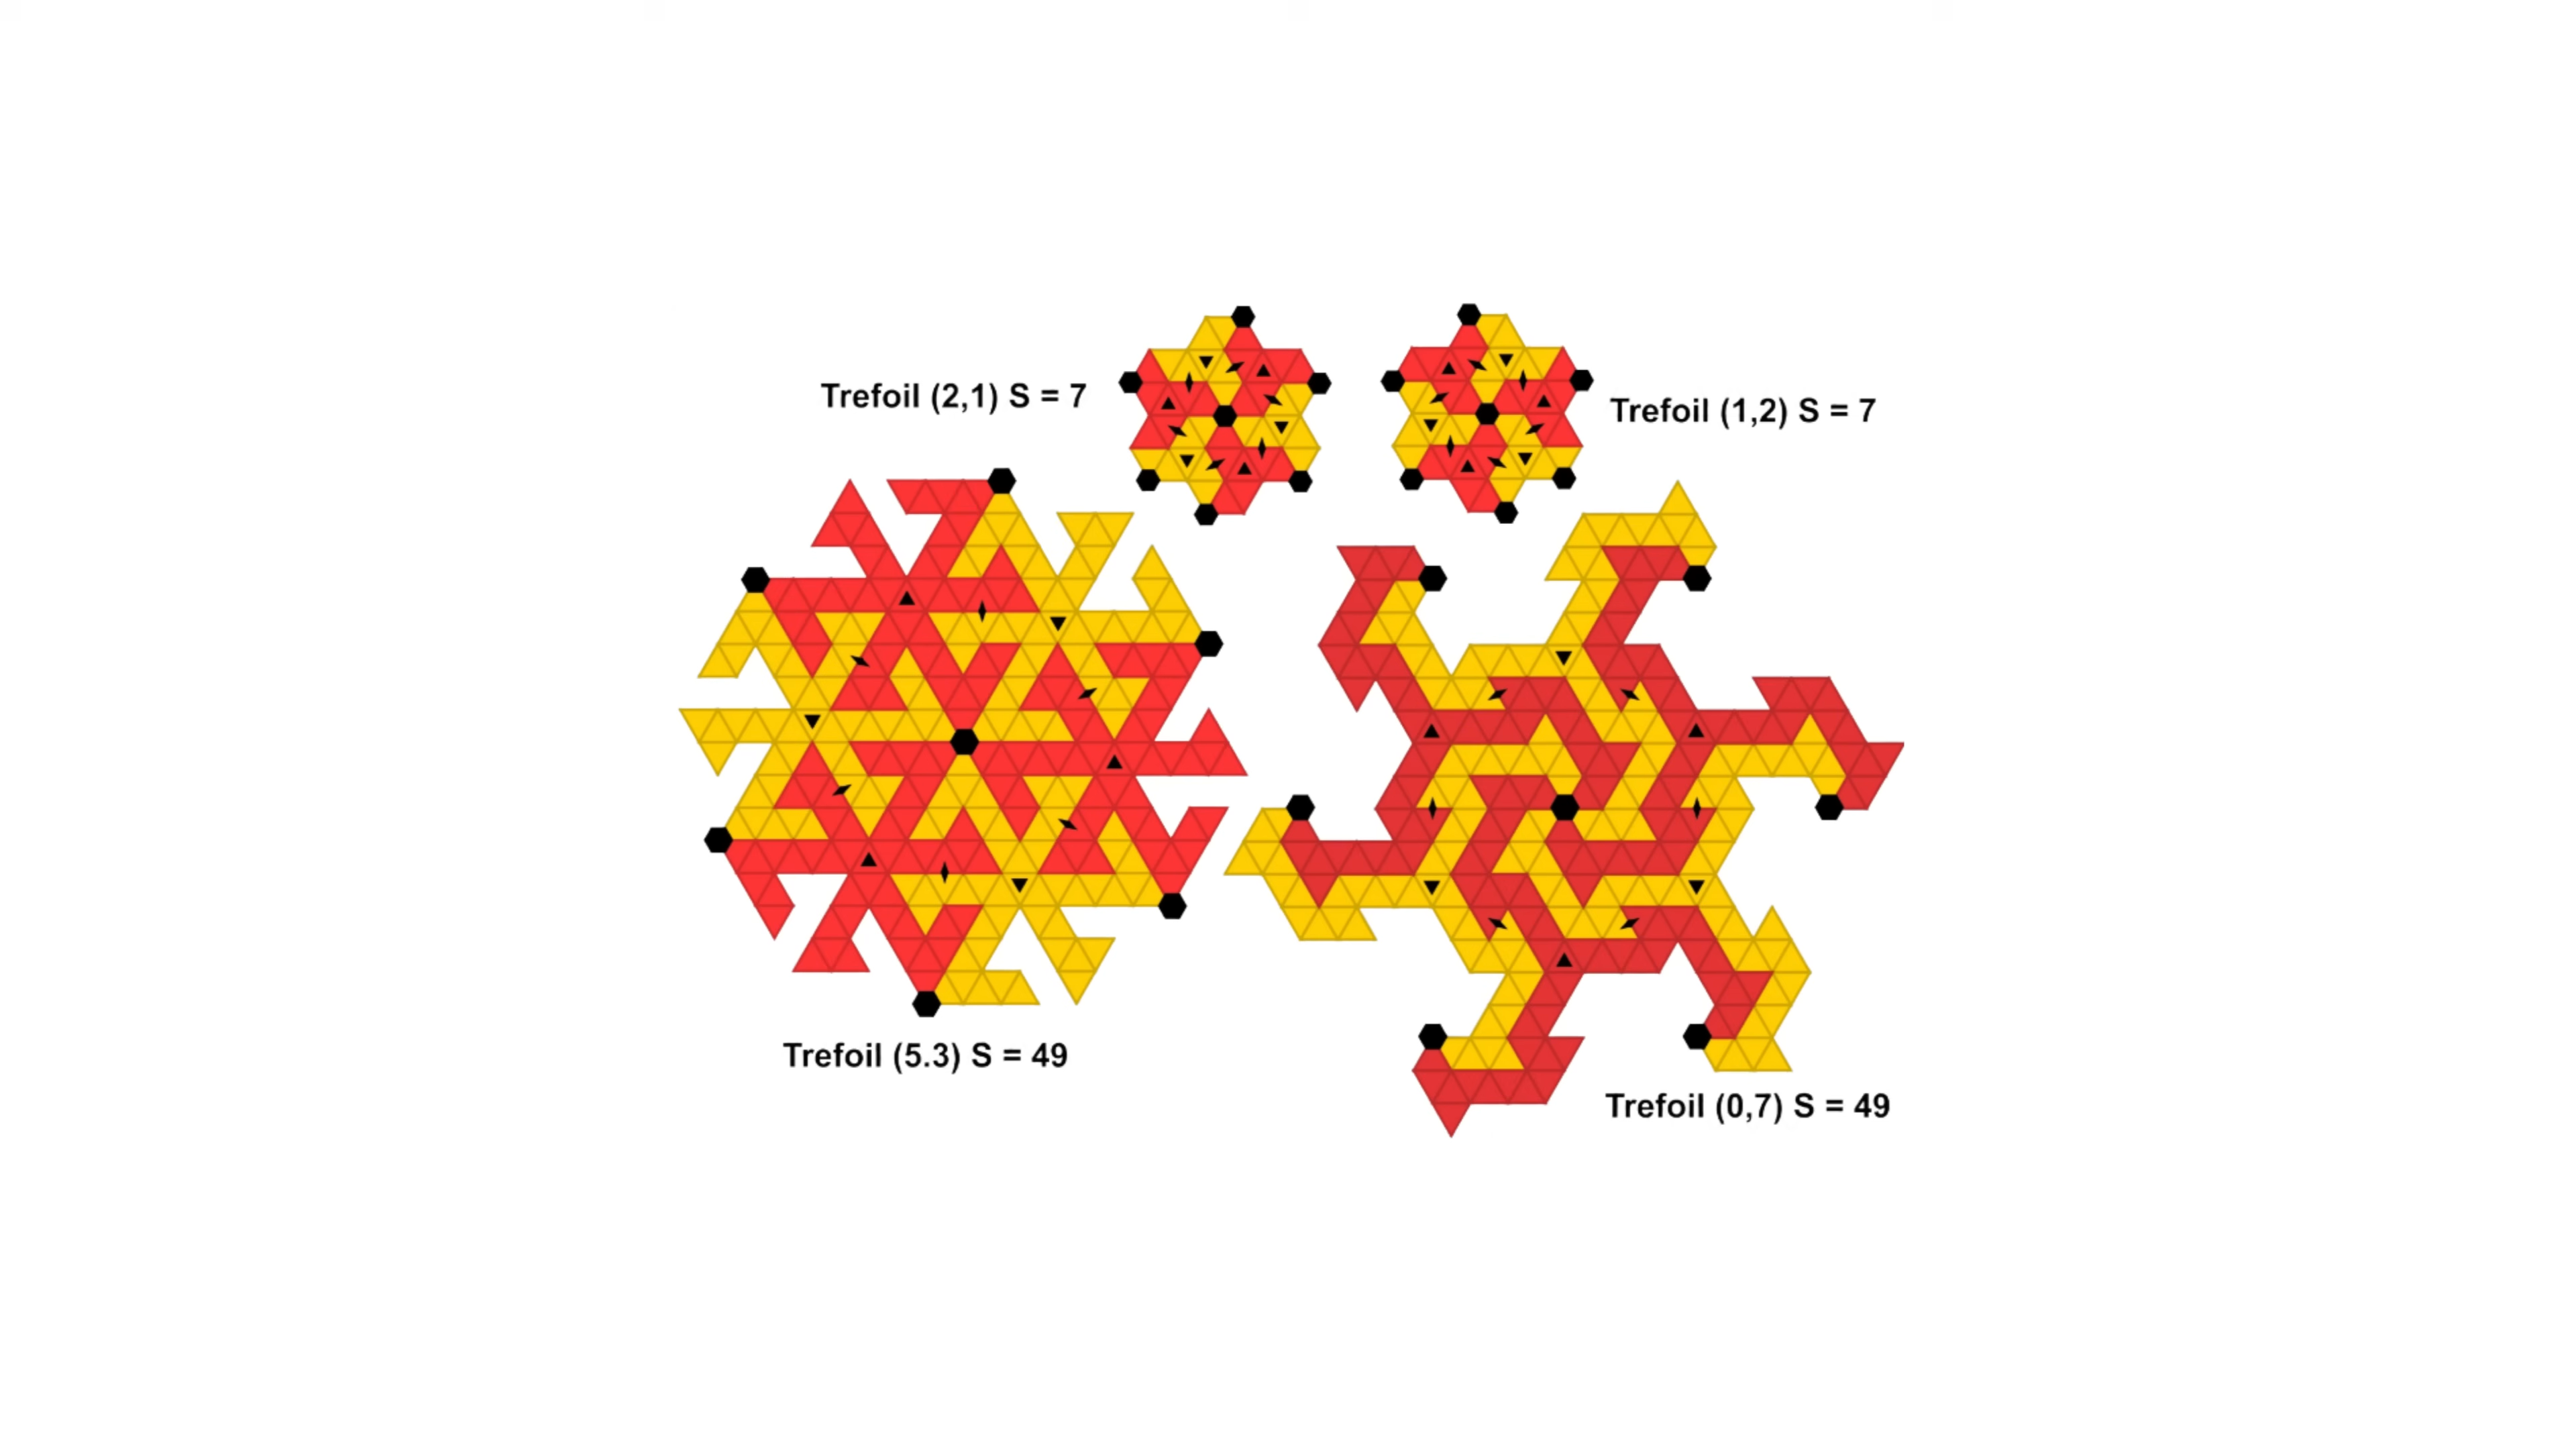 Trefoil (2,1) S = 7
Trefoil (1,2) S = 7
Trefoil (5.3) S = 49
Trefoil (0,7) S = 49